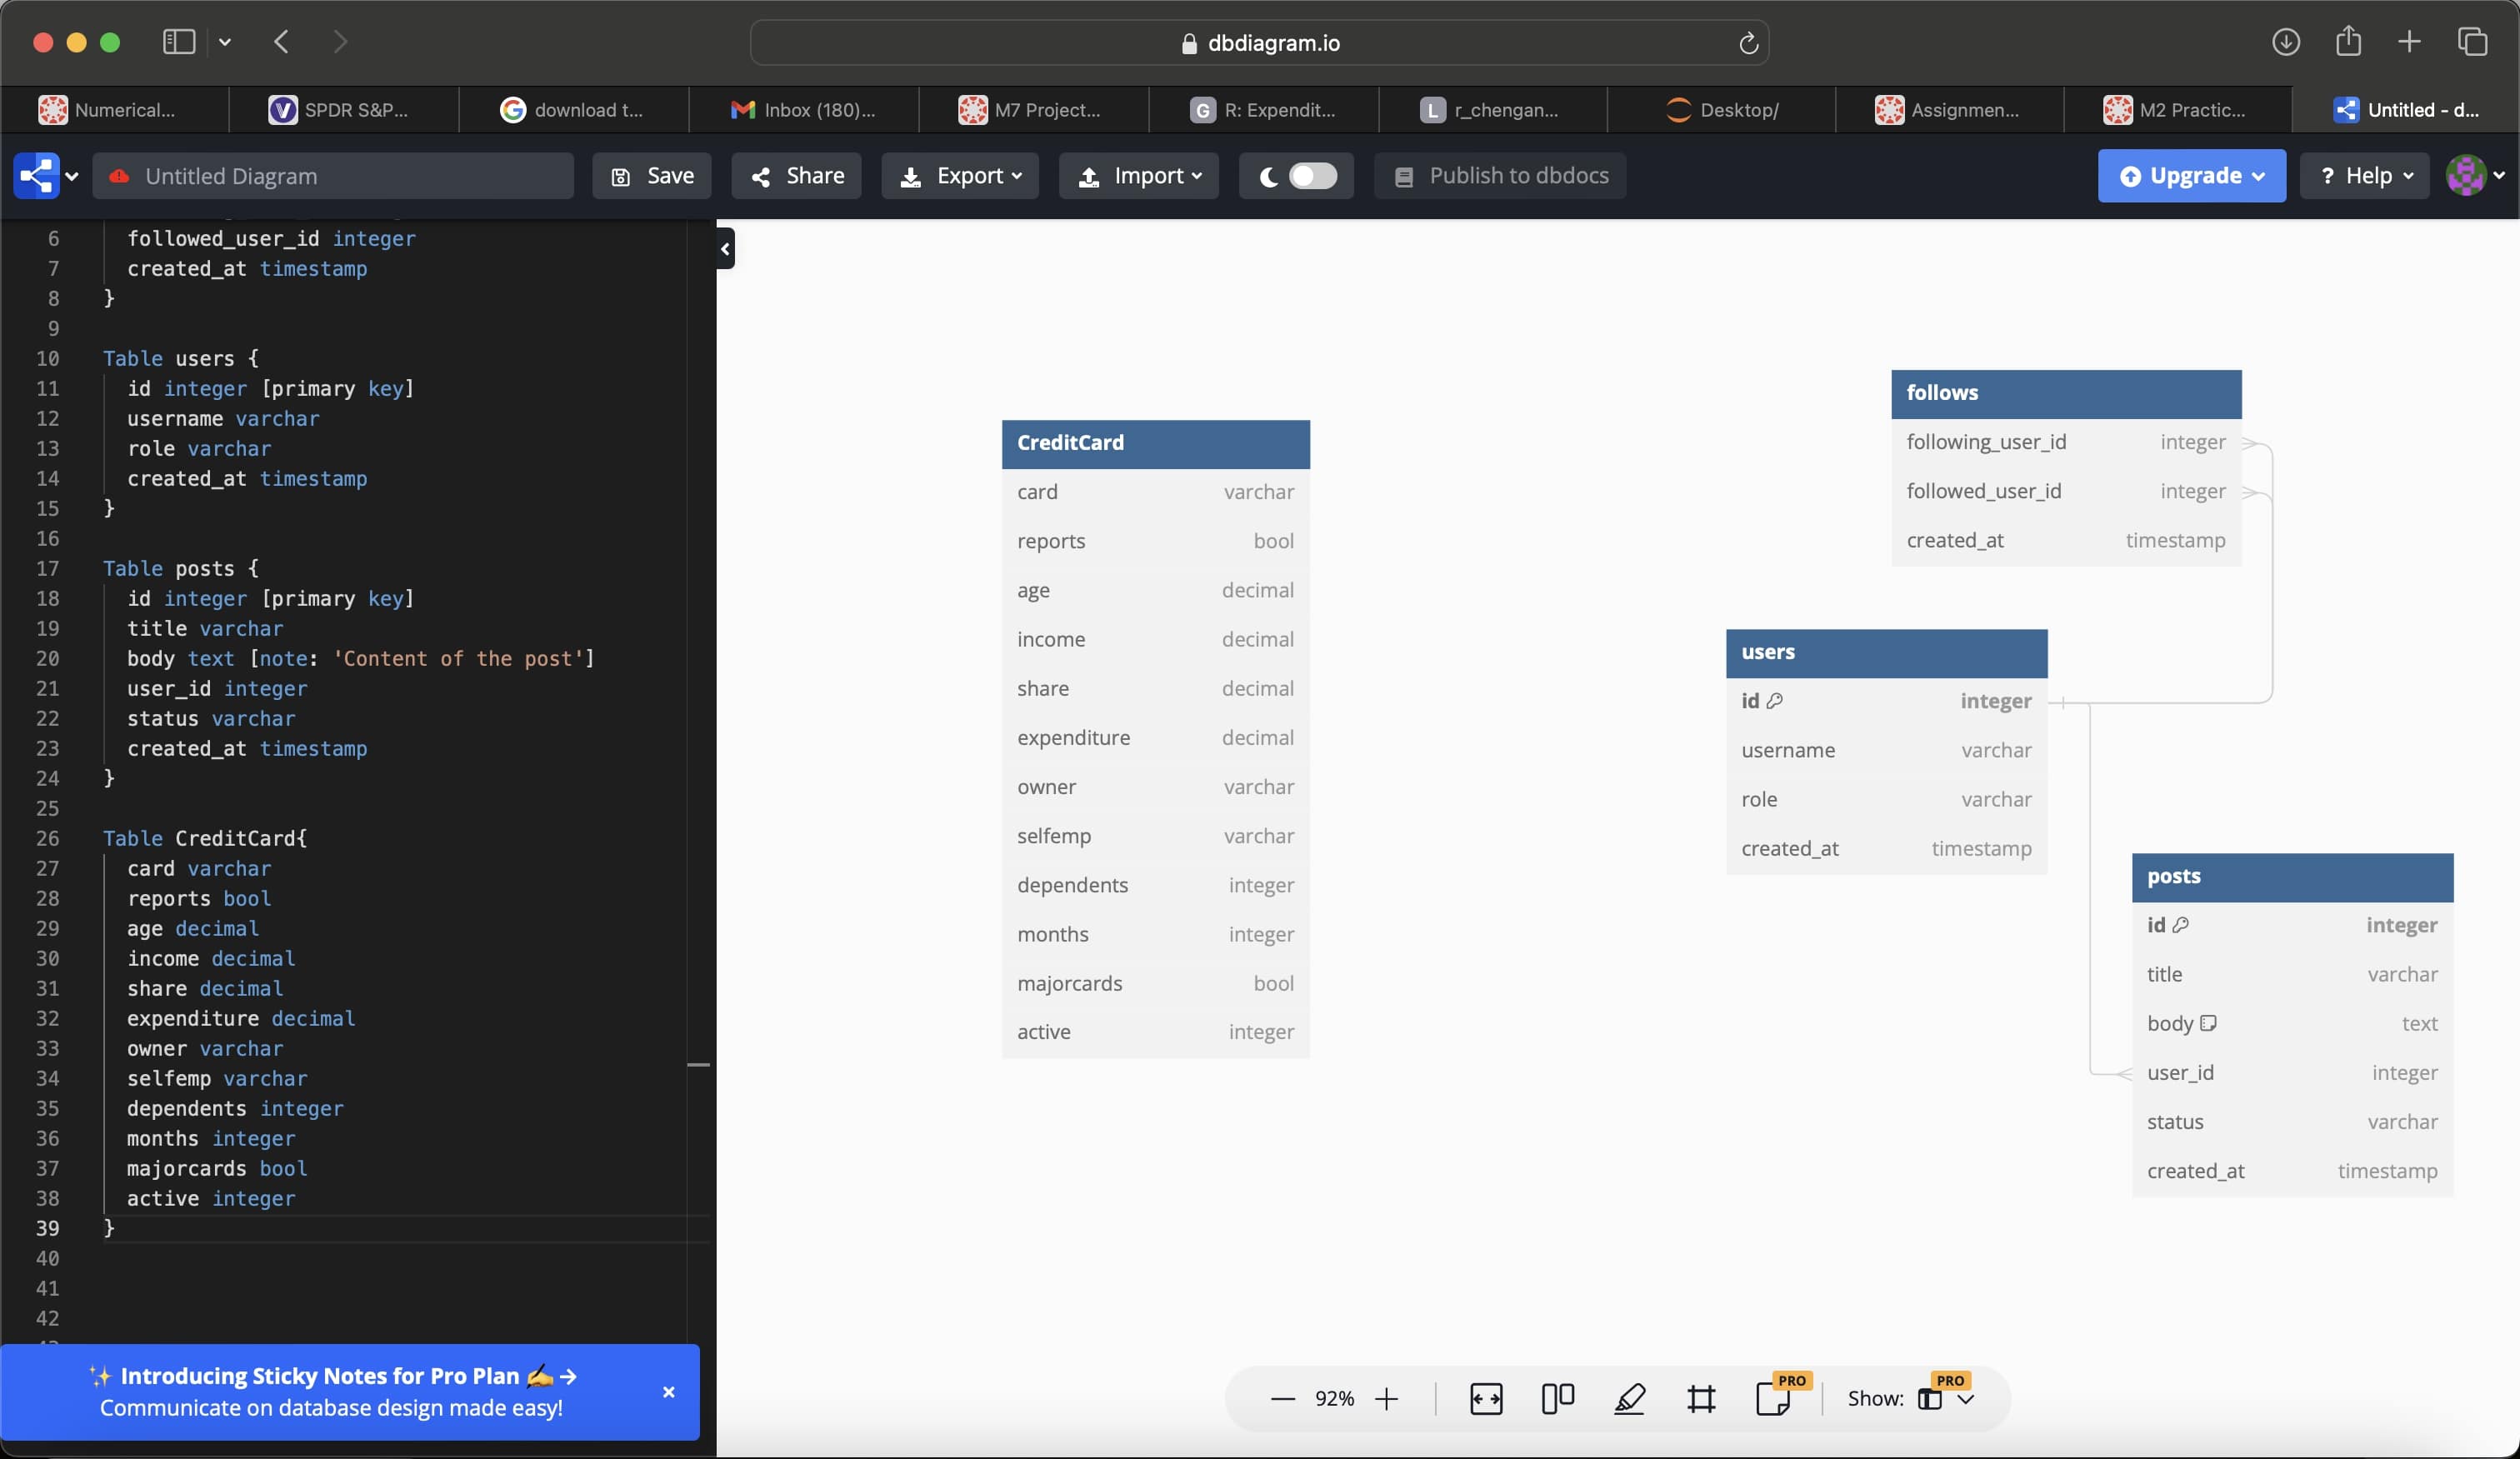 dbdiagram.io
Numerical...
SPDR S&P...
download t...
Inbox (180)...
M7 Project...
R: Expendit...
r_chengan...
Desktop/
Assignmen...
M2 Practic...
Untitled - d...
Untitled Diagram
Save
Share
Export
Import
Publish to dbdocs
Upgrade
? Help
6 followed_user_id integer
7 created_at timestamp
8 }
9
10 Table users {
11 id integer [primary key]
12 username varchar
13 role varchar
14 created_at timestamp
15 }
16
17 Table posts {
18 id integer [primary key]
19 title varchar
20 body text [note: 'Content of the post']
21 user_id integer
22 status varchar
23 created_at timestamp
24 }
25
26 Table CreditCard{
27 card varchar
28 reports bool
29 age decimal
30 income decimal
31 share decimal
32 expenditure decimal
33 owner varchar
34 selfemp varchar
35 dependents integer
36 months integer
37 majorcards bool
38 active integer
39 }
40
41
42
✨ Introducing Sticky Notes for Pro Plan ✍️→
Communicate on database design made easy!
CreditCard
card varchar
reports bool
age decimal
income decimal
share decimal
expenditure decimal
owner varchar
selfemp varchar
dependents integer
months integer
majorcards bool
active integer
follows
following_user_id integer
followed_user_id integer
created_at timestamp
users
id integer
username varchar
role varchar
created_at timestamp
posts
id integer
title varchar
body text
user_id integer
status varchar
created_at timestamp
92%
PRO
Show:
PRO